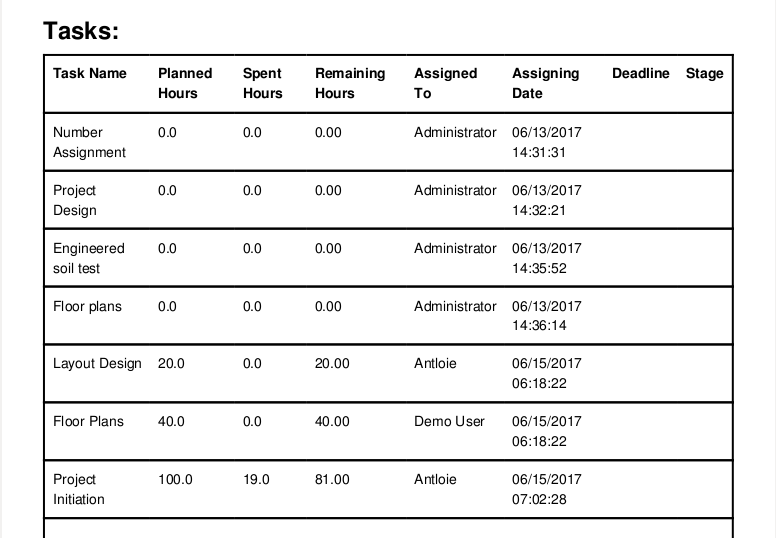 Tasks:
Task Name Planned Hours Spent Hours Remaining Hours Assigned To Assigning Date Deadline Stage
Number Assignment 0.0 0.0 0.00 Administrator 06/13/2017 14:31:31
Project Design 0.0 0.0 0.00 Administrator 06/13/2017 14:32:21
Engineered soil test 0.0 0.0 0.00 Administrator 06/13/2017 14:35:52
Floor plans 0.0 0.0 0.00 Administrator 06/13/2017 14:36:14
Layout Design 20.0 0.0 20.00 Antloie 06/15/2017 06:18:22
Floor Plans 40.0 0.0 40.00 Demo User 06/15/2017 06:18:22
Project Initiation 100.0 19.0 81.00 Antloie 06/15/2017 07:02:28